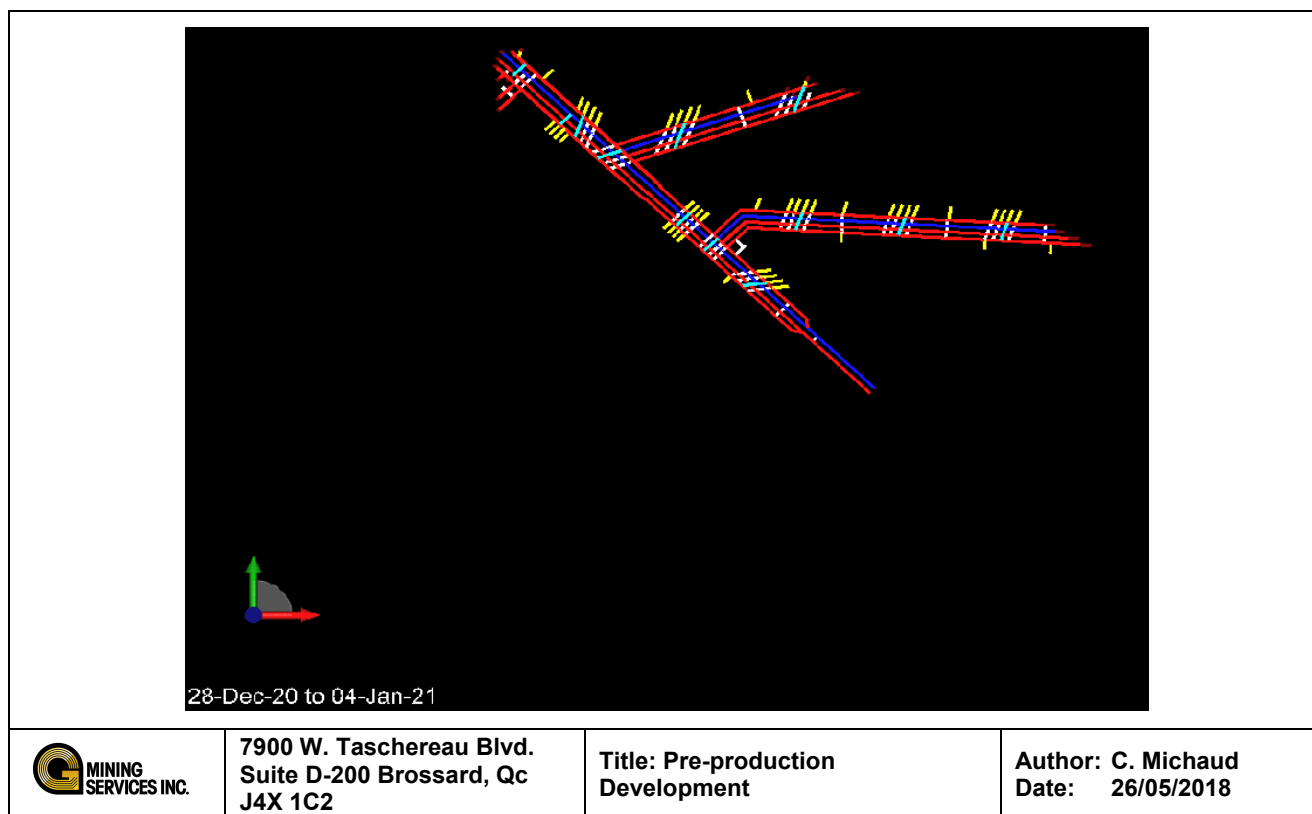 28-Dec-20 to 04-Jan-21
MINING
SERVICES INC.
7900 W. Taschereau Blvd.
Suite D-200 Brossard, Qc
J4X 1C2
Title: Pre-production
Development
Author: C. Michaud
Date: 26/05/2018